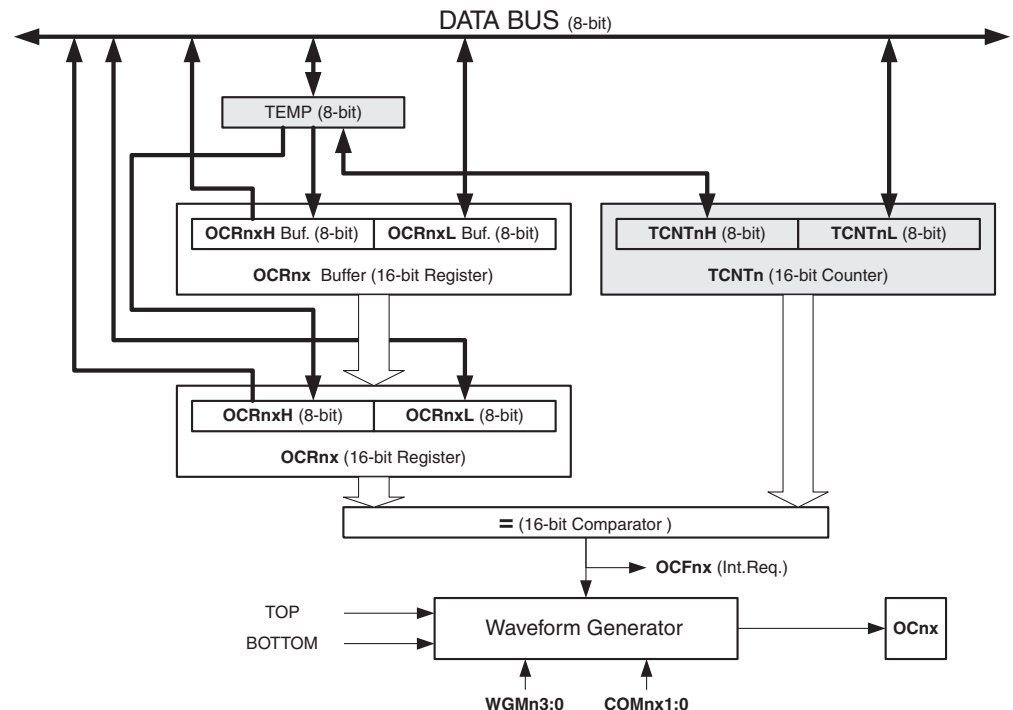 DATA BUS (8-bit)
TEMP (8-bit)
OCRnxH Buf. (8-bit) OCRnxL Buf. (8-bit)
OCRnx Buffer (16-bit Register)
TCNTnH (8-bit) TCNTnL (8-bit)
TCNTn (16-bit Counter)
OCRnxH (8-bit) OCRnxL (8-bit)
OCRnx (16-bit Register)
= (16-bit Comparator )
OCFnx (Int.Req.)
TOP
BOTTOM
Waveform Generator
OCnx
WGMn3:0 COMnx1:0